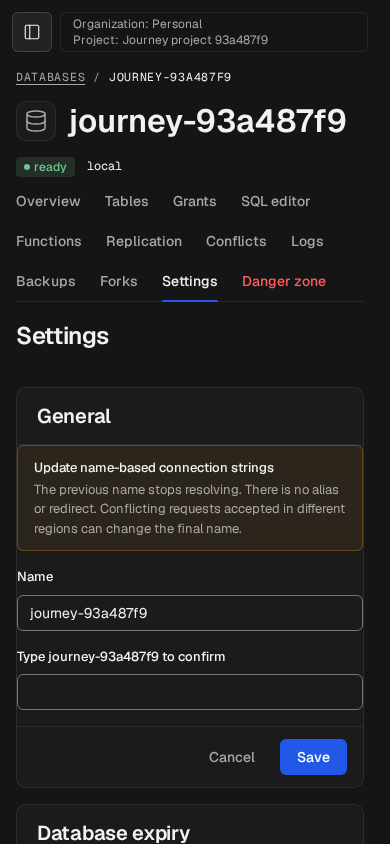 Organization: Personal
Project: Journey project 93a487f9
DATABASES / JOURNEY-93A487F9
journey-93a487f9
ready local
Overview Tables Grants SQL editor
Functions Replication Conflicts Logs
Backups Forks Settings Danger zone
Settings
General
Update name-based connection strings
The previous name stops resolving. There is no alias
or redirect. Conflicting requests accepted in different
regions can change the final name.
Name
journey-93a487f9
Type journey-93a487f9 to confirm
Cancel Save
Database expiry